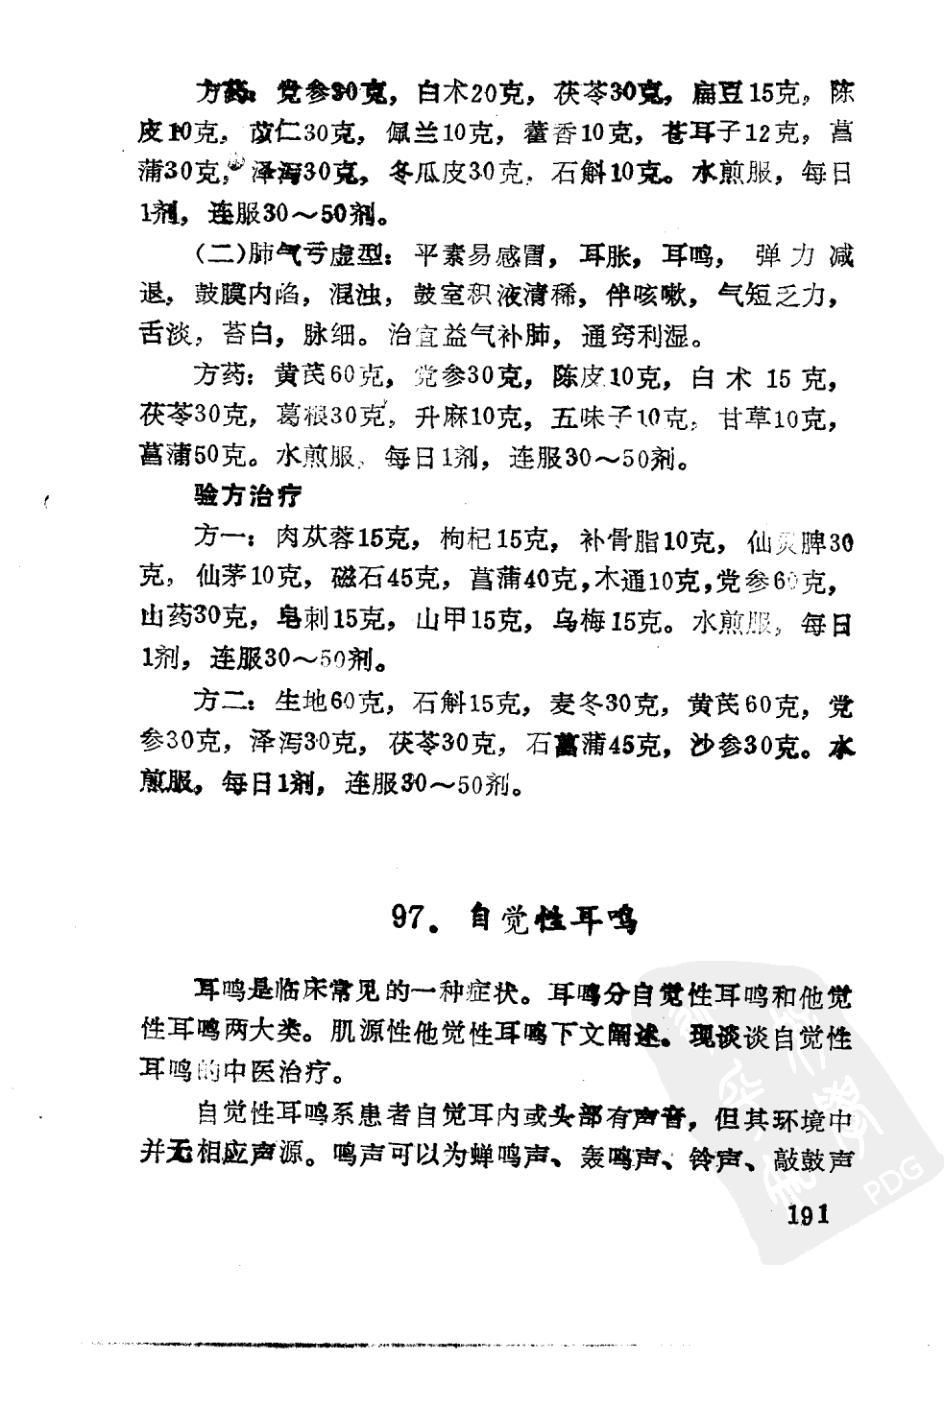 方药：党参30克，白术20克，茯苓30克，扁豆15克，陈
皮10克，苡仁30克，佩兰10克，藿香10克，苍耳子12克，菖
蒲30克，泽泻30克，冬瓜皮30克，石斛10克。水煎服，每日
1剂，连服30～50剂。
（二）肺气亏虚型：平素易感冒，耳胀，耳鸣，弹力减
退，鼓膜内陷，混浊，鼓室积液清稀，伴咳嗽，气短乏力，
舌淡，苔白，脉细。治宜益气补肺，通窍利湿。
方药：黄芪60克，党参30克，陈皮10克，白术15克，
茯苓30克，葛根30克，升麻10克，五味子10克，甘草10克，
菖蒲50克。水煎服，每日1剂，连服30～50剂。
验方治疗
方一：肉苁蓉15克，枸杞15克，补骨脂10克，仙灵脾30
克，仙茅10克，磁石45克，菖蒲40克，木通10克，党参60克，
山药30克，皂刺15克，山甲15克，乌梅15克。水煎服，每日
1剂，连服30～50剂。
方二：生地60克，石斛15克，麦冬30克，黄芪60克，党
参30克，泽泻30克，茯苓30克，石菖蒲45克，沙参30克。水
煎服，每日1剂，连服30～50剂。
97．自觉性耳鸣
耳鸣是临床常见的一种症状。耳鸣分自觉性耳鸣和他觉
性耳鸣两大类。肌源性他觉性耳鸣下文阐述。现谈谈自觉性
耳鸣的中医治疗。
自觉性耳鸣系患者自觉耳内或头部有声音，但其环境中
并无相应声源。鸣声可以为蝉鸣声、轰鸣声、铃声、敲鼓声
PDG
191